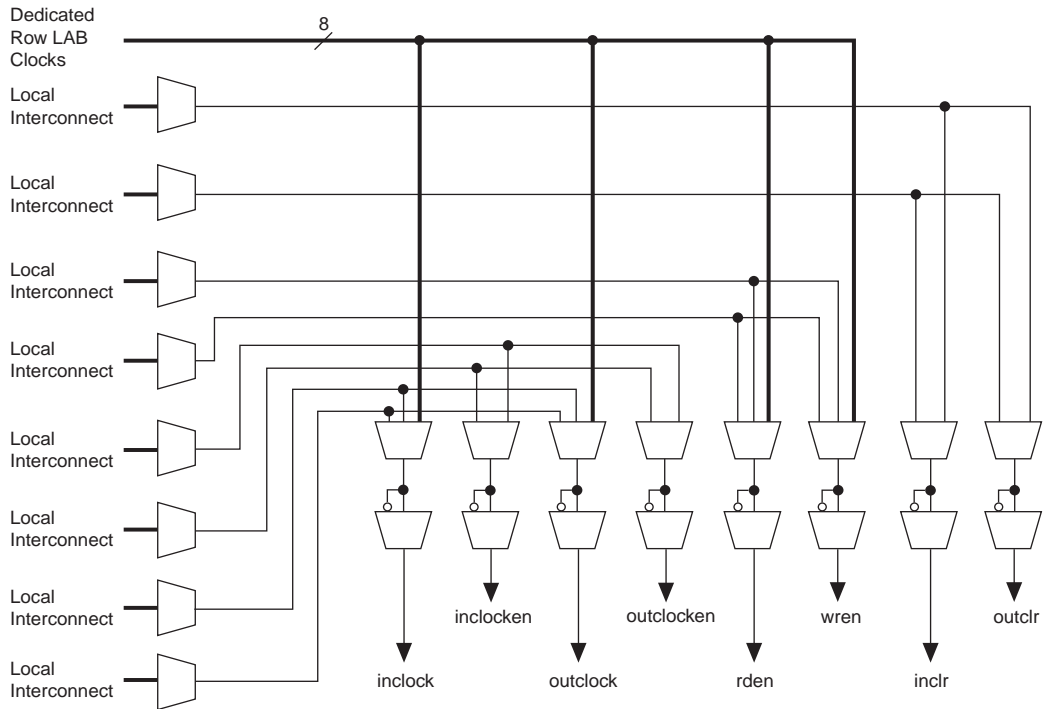 Dedicated
Row LAB
Clocks
8
Local
Interconnect
Local
Interconnect
Local
Interconnect
Local
Interconnect
Local
Interconnect
Local
Interconnect
Local
Interconnect
Local
Interconnect
inclocken
outclocken
wren
outclr
inclock
outclock
rden
inclr